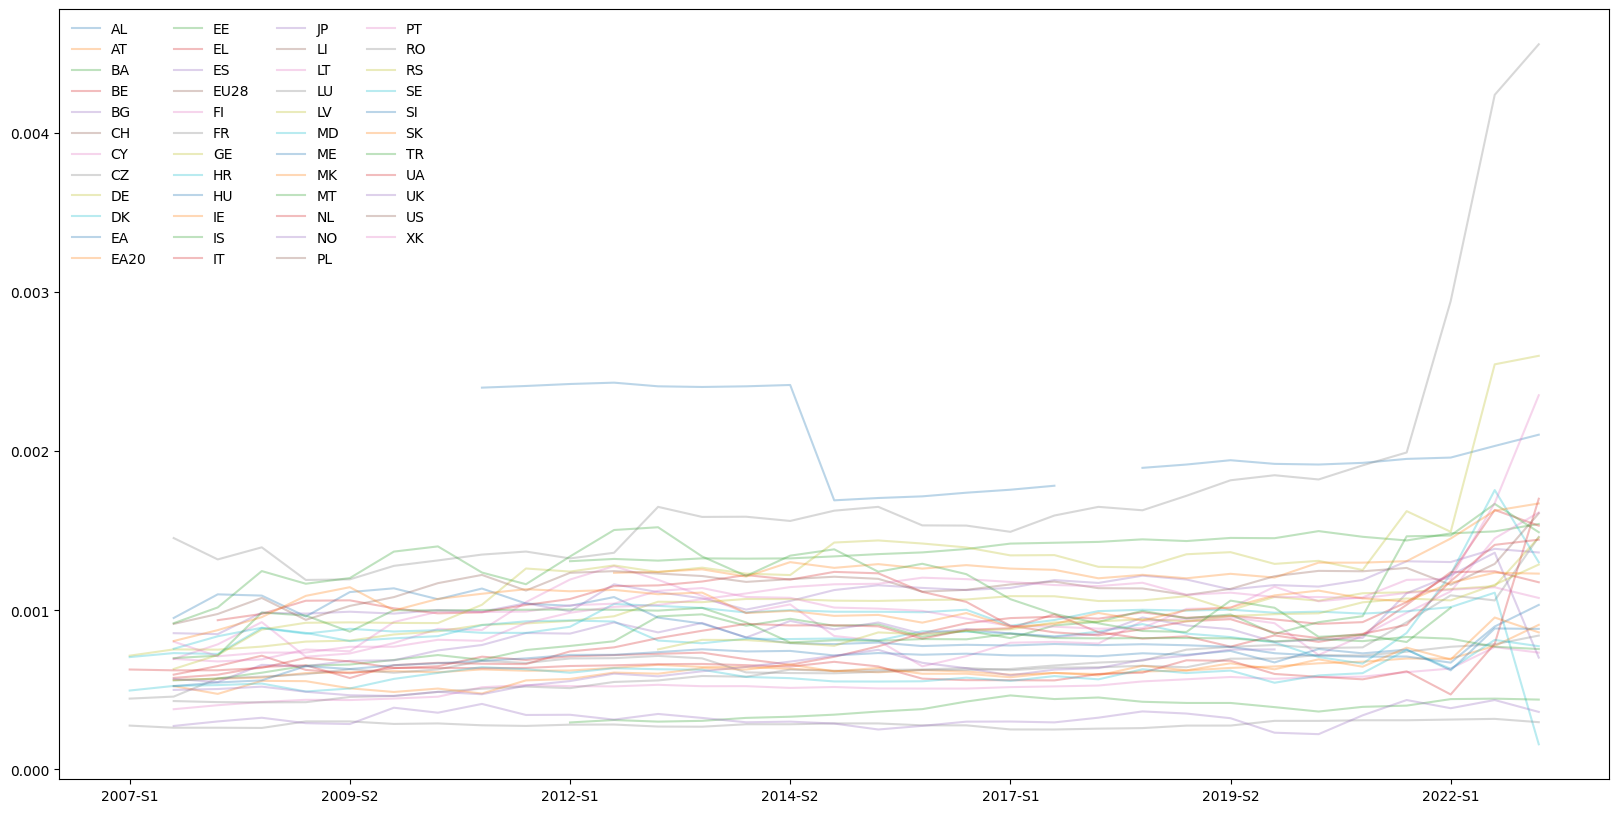 AL EE JP PT
AT EL LI RO
BA ES LT RS
BE EU28 LU SE
BG FI LV SI
CH FR MD SK
CY GE ME TR
CZ HR MK UA
DE HU MT UK
DK IE NL US
EA IS NO XK
EA20 IT PL
0.004
0.003
0.002
0.001
0.000
2007-S1 2009-S2 2012-S1 2014-S2 2017-S1 2019-S2 2022-S1